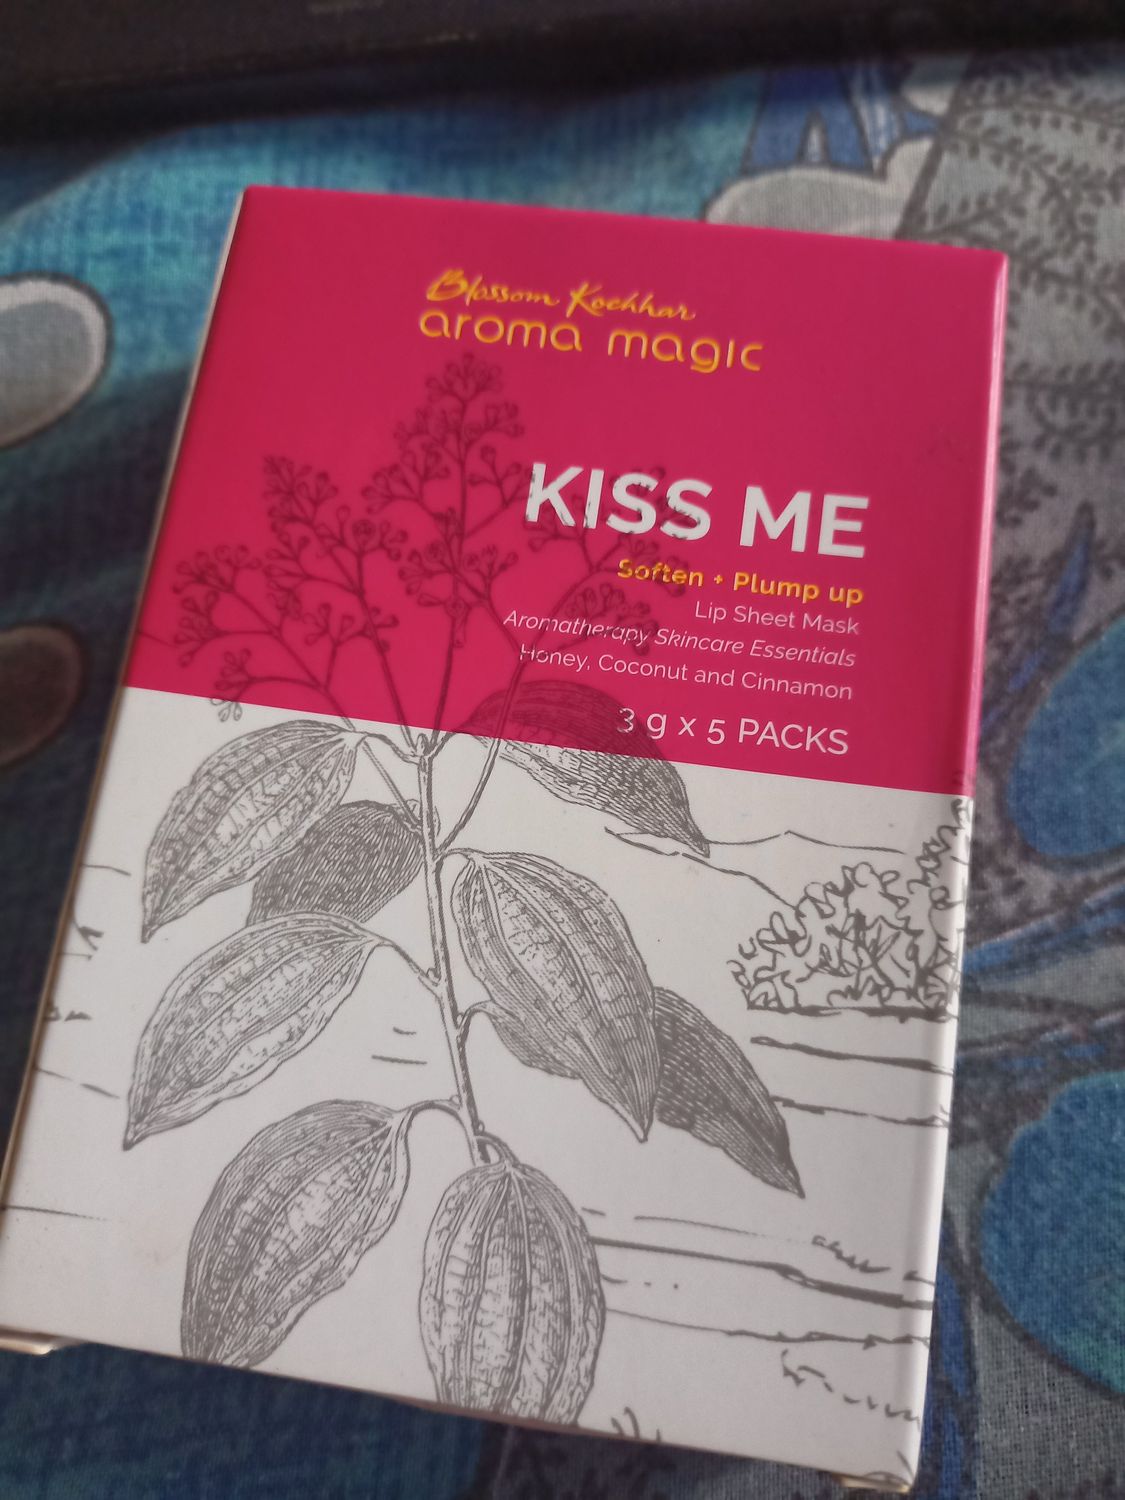 Blossom Kochhar
aroma magic
KISS ME
Soften + Plump up
Lip Sheet Mask
Aromatherapy Skincare Essentials
Honey, Coconut and Cinnamon
3 g x 5 PACKS